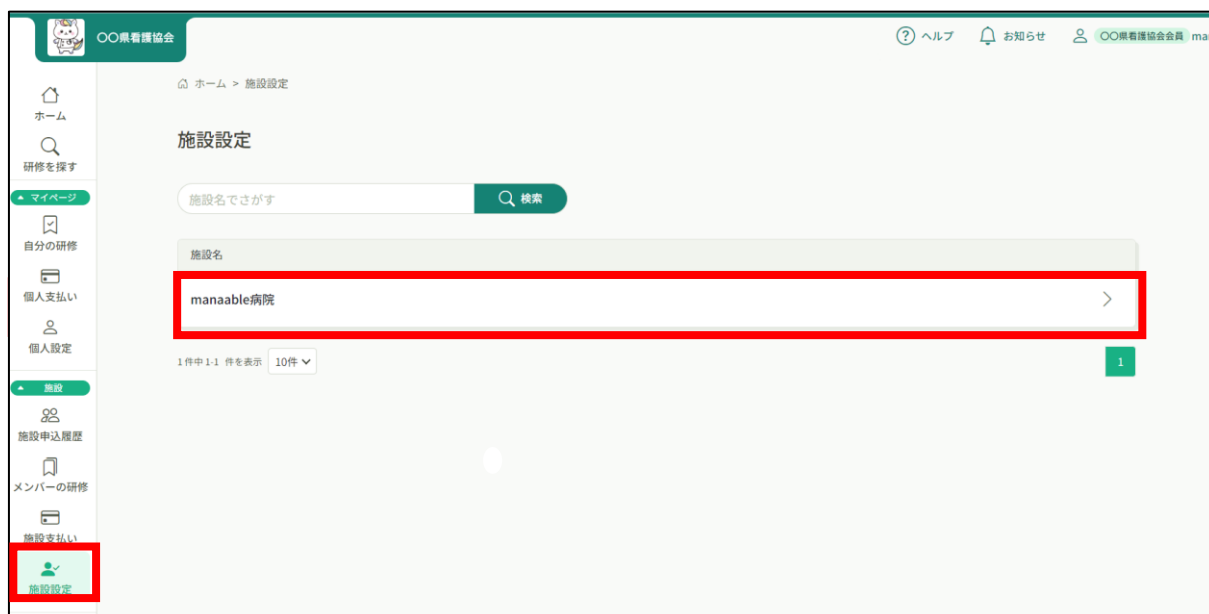 〇〇県看護協会
ヘルプ
お知らせ
〇〇県看護協会会員
ホーム > 施設設定
ホーム
研修を探す
マイページ
自分の研修
個人支払い
個人設定
施設
施設申込履歴
メンバーの研修
施設支払い
施設設定
施設設定
施設名でさがす
検索
施設名
manaable病院
1件中1-1 件を表示 10件
1